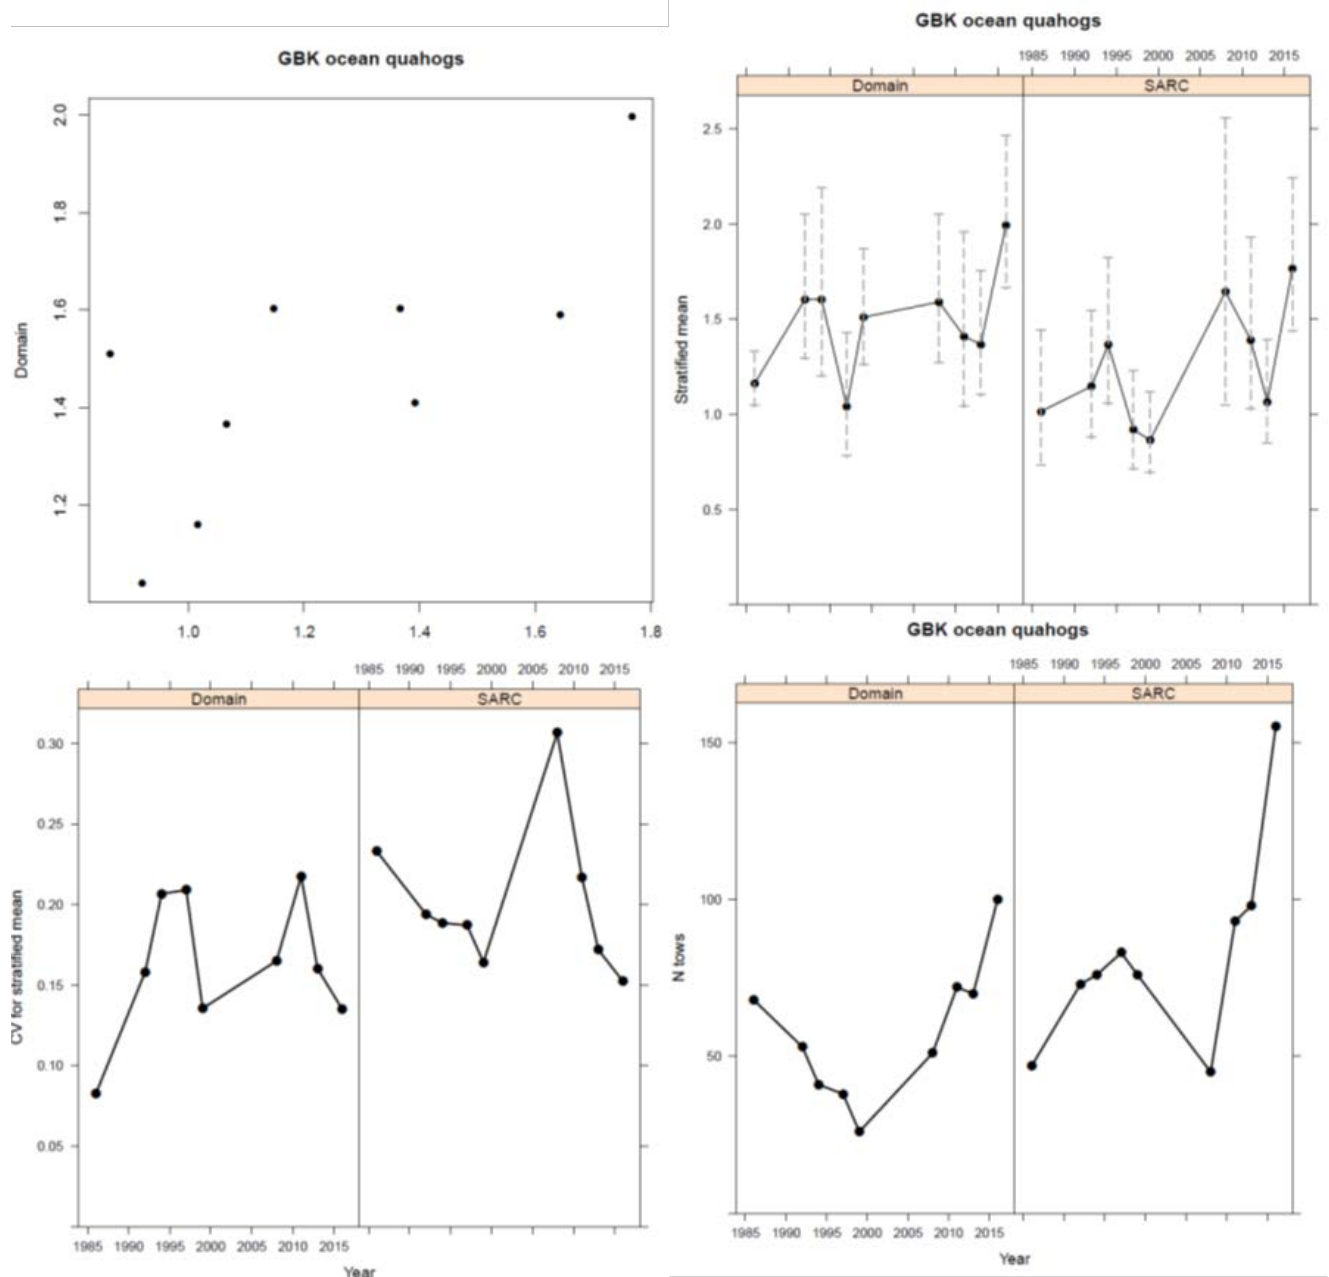 GBK ocean quahogs
Domain
2.0
1.8
1.6
1.4
1.2
1.0 1.2 1.4 1.6 1.8
GBK ocean quahogs
1985 1990 1995 2000 2005 2010 2015
Domain SARC
Stratified mean
2.5
2.0
1.5
1.0
0.5
1985 1990 1995 2000 2005 2010 2015
Domain SARC
CV for stratified mean
0.30
0.25
0.20
0.15
0.10
0.05
1985 1990 1995 2000 2005 2010 2015
Year
GBK ocean quahogs
1985 1990 1995 2000 2005 2010 2015
Domain SARC
N tows
150
100
50
1985 1990 1995 2000 2005 2010 2015
Year